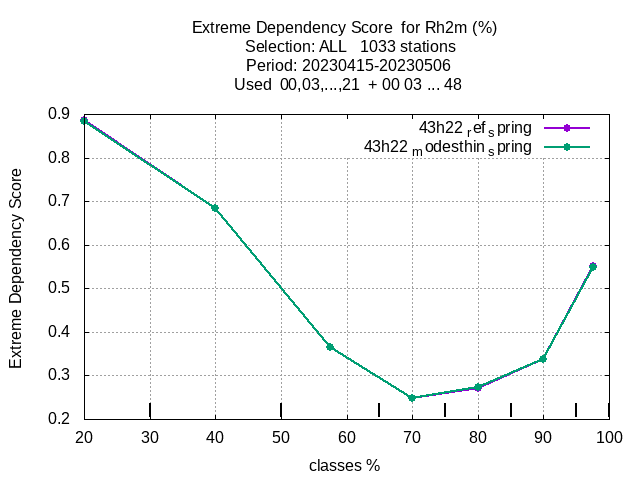 Extreme Dependency Score  for Rh2m (%)
Selection: ALL   1033 stations
Period: 20230415-20230506
Used  00,03,...,21  + 00 03 ... 48
43h22ref_spring
43h22modesthin_spring
Extreme Dependency Score
0.9
0.8
0.7
0.6
0.5
0.4
0.3
0.2
20
30
40
50
60
70
80
90
100
classes %